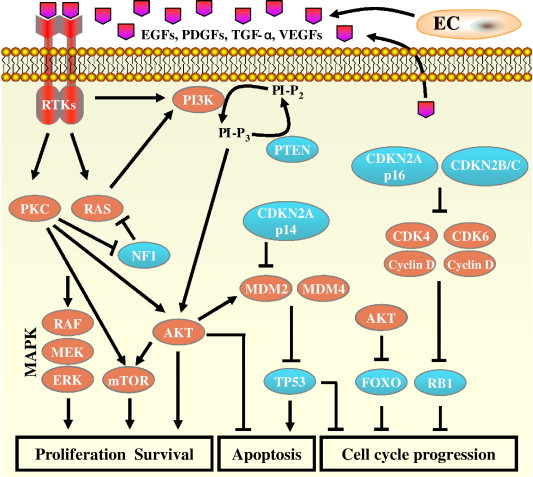 EC
EGFs, PDGFs, TGF-α, VEGFs
RTKs
PI3K
PI-P2
PI-P3
PTEN
CDKN2A
p16
CDKN2B/C
PKC
RAS
NF1
CDKN2A
p14
CDK4
CDK6
Cyclin D
Cyclin D
MDM2
MDM4
MAPK
RAF
MEK
ERK
mTOR
AKT
AKT
TP53
FOXO
RB1
Proliferation Survival
Apoptosis
Cell cycle progression